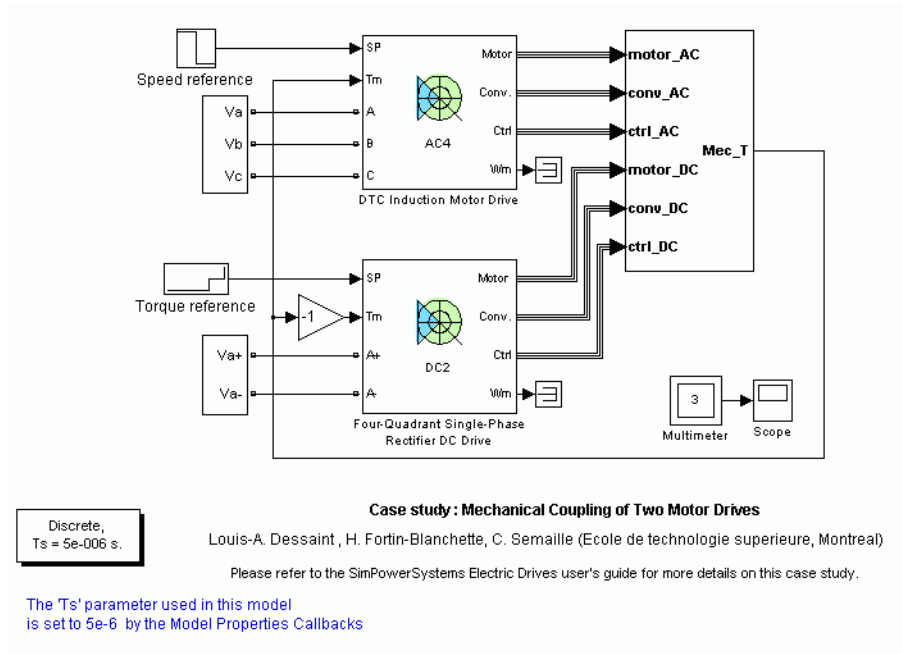 Speed reference
Va
Vb
Vc
SP
Tm
A
B
C
Motor
Conv.
Ctrl
Wm
AC4
DTC Induction Motor Drive
motor_AC
conv_AC
ctrl_AC
motor_DC
conv_DC
ctrl_DC
Mec_T
Torque reference
-1
Va+
Va-
SP
Tm
A+
A-
Motor
Conv.
Ctrl
Wm
DC2
Four-Quadrant Single-Phase
Rectifier DC Drive
3
Multimeter
Scope
Discrete,
Ts = 5e-006 s.
Case study : Mechanical Coupling of Two Motor Drives
Louis-A. Dessaint , H. Fortin-Blanchette, C. Semaille (Ecole de technologie superieure, Montreal)
Please refer to the SimPowerSystems Electric Drives user's guide for more details on this case study.
The 'Ts' parameter used in this model
is set to 5e-6 by the Model Properties Callbacks